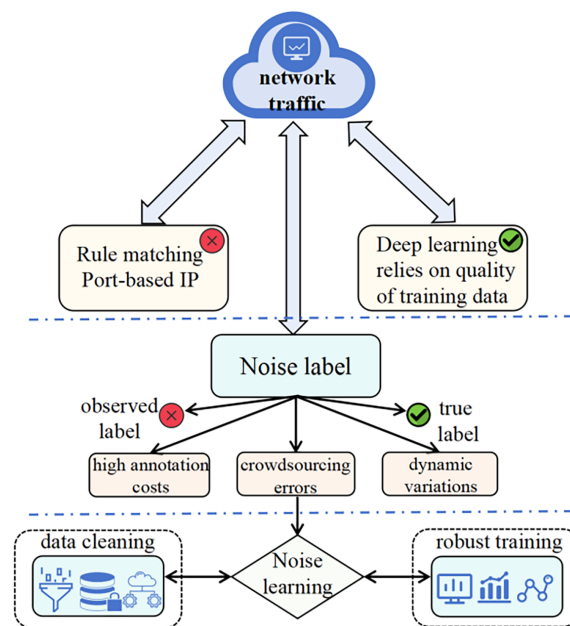 network
traffic
Rule matching
Port-based IP
Deep learning
relies on quality
of training data
Noise label
observed
label
true
label
high annotation
costs
crowdsourcing
errors
dynamic
variations
data cleaning
Noise
learning
robust training